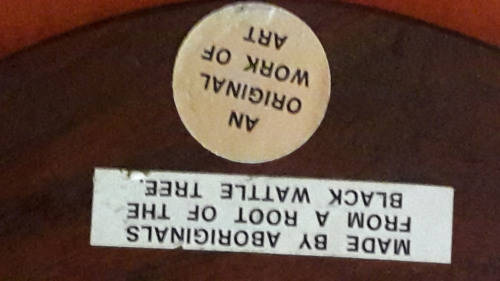 MADE BY ABORIGINALS
FROM A ROOT OF THE
BLACK WATTLE TREE.
AN
ORIGINAL
WORK OF
ART